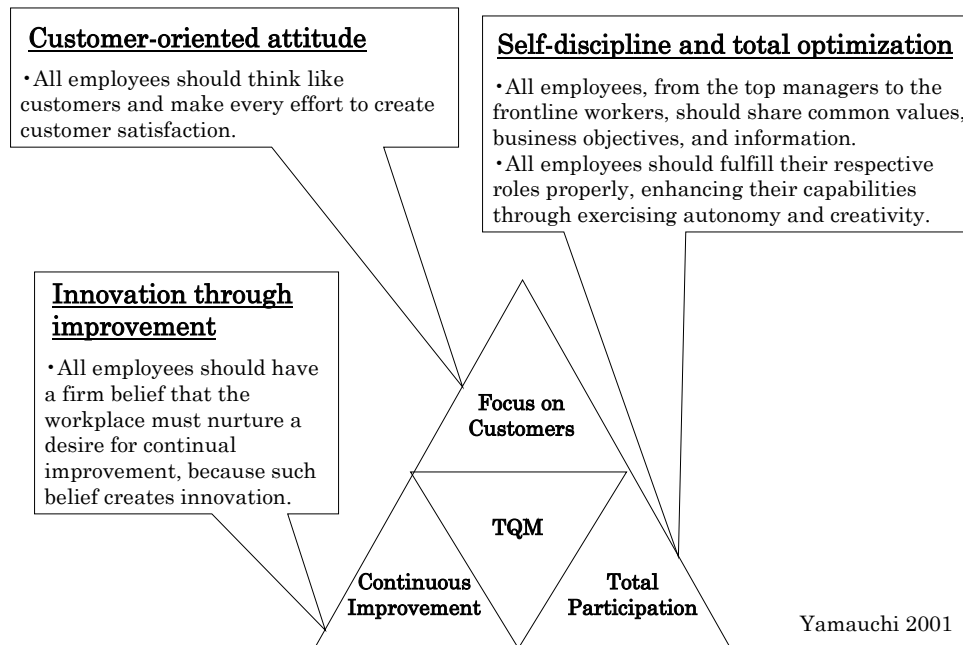 Customer-oriented attitude
・All employees should think like
customers and make every effort to create
customer satisfaction.
Self-discipline and total optimization
・All employees, from the top managers to the
frontline workers, should share common values,
business objectives, and information.
・All employees should fulfill their respective
roles properly, enhancing their capabilities
through exercising autonomy and creativity.
Innovation through
improvement
・All employees should have
a firm belief that the
workplace must nurture a
desire for continual
improvement, because such
belief creates innovation.
Focus on
Customers
TQM
Continuous
Improvement
Total
Participation
Yamauchi 2001